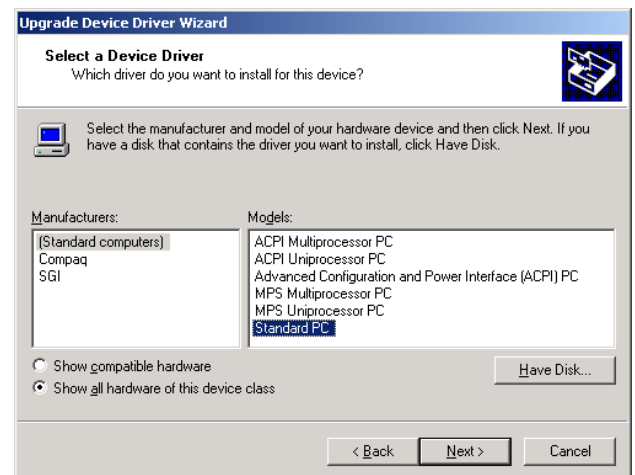 Upgrade Device Driver Wizard
Select a Device Driver
Which driver do you want to install for this device?
Select the manufacturer and model of your hardware device and then click Next. If you
have a disk that contains the driver you want to install, click Have Disk.
Manufacturers:
(Standard computers)
Compaq
SGI
Models:
ACPI Multiprocessor PC
ACPI Uniprocessor PC
Advanced Configuration and Power Interface (ACPI) PC
MPS Multiprocessor PC
MPS Uniprocessor PC
Standard PC
Show compatible hardware
Show all hardware of this device class
Have Disk...
< Back
Next >
Cancel